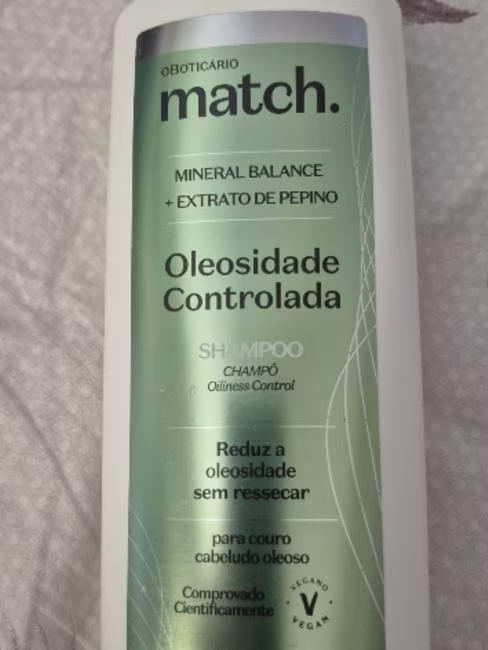 oBOTICÁRIO
match.
MINERAL BALANCE
+ EXTRATO DE PEPINO
Oleosidade
Controlada
SHAMPOO
CHAMPÔ
Oiliness Control
Reduz a
oleosidade
sem ressecar
para couro
cabeludo oleoso
Comprovado
Cientificamente
VEGANO
V
VEGAN